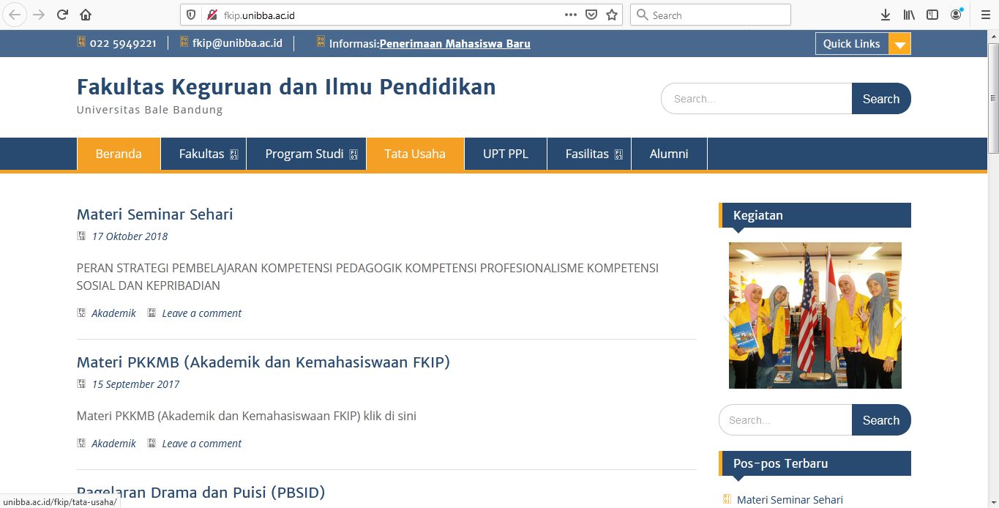 fkip.unibba.ac.id
Search
022 5949221
fkip@unibba.ac.id
Informasi:Penerimaan Mahasiswa Baru
Quick Links
Fakultas Keguruan dan Ilmu Pendidikan
Universitas Bale Bandung
Search...
Search
Beranda
Fakultas
Program Studi
Tata Usaha
UPT PPL
Fasilitas
Alumni
Materi Seminar Sehari
17 Oktober 2018
PERAN STRATEGI PEMBELAJARAN KOMPETENSI PEDAGOGIK KOMPETENSI PROFESIONALISME KOMPETENSI
SOSIAL DAN KEPRIBADIAN
Akademik Leave a comment
Materi PKKMB (Akademik dan Kemahasiswaan FKIP)
15 September 2017
Materi PKKMB (Akademik dan Kemahasiswaan FKIP) klik di sini
Akademik Leave a comment
Pagelaran Drama dan Puisi (PBSID)
Kegiatan
Search...
Search
Pos-pos Terbaru
Materi Seminar Sehari
unibba.ac.id/fkip/tata-usaha/